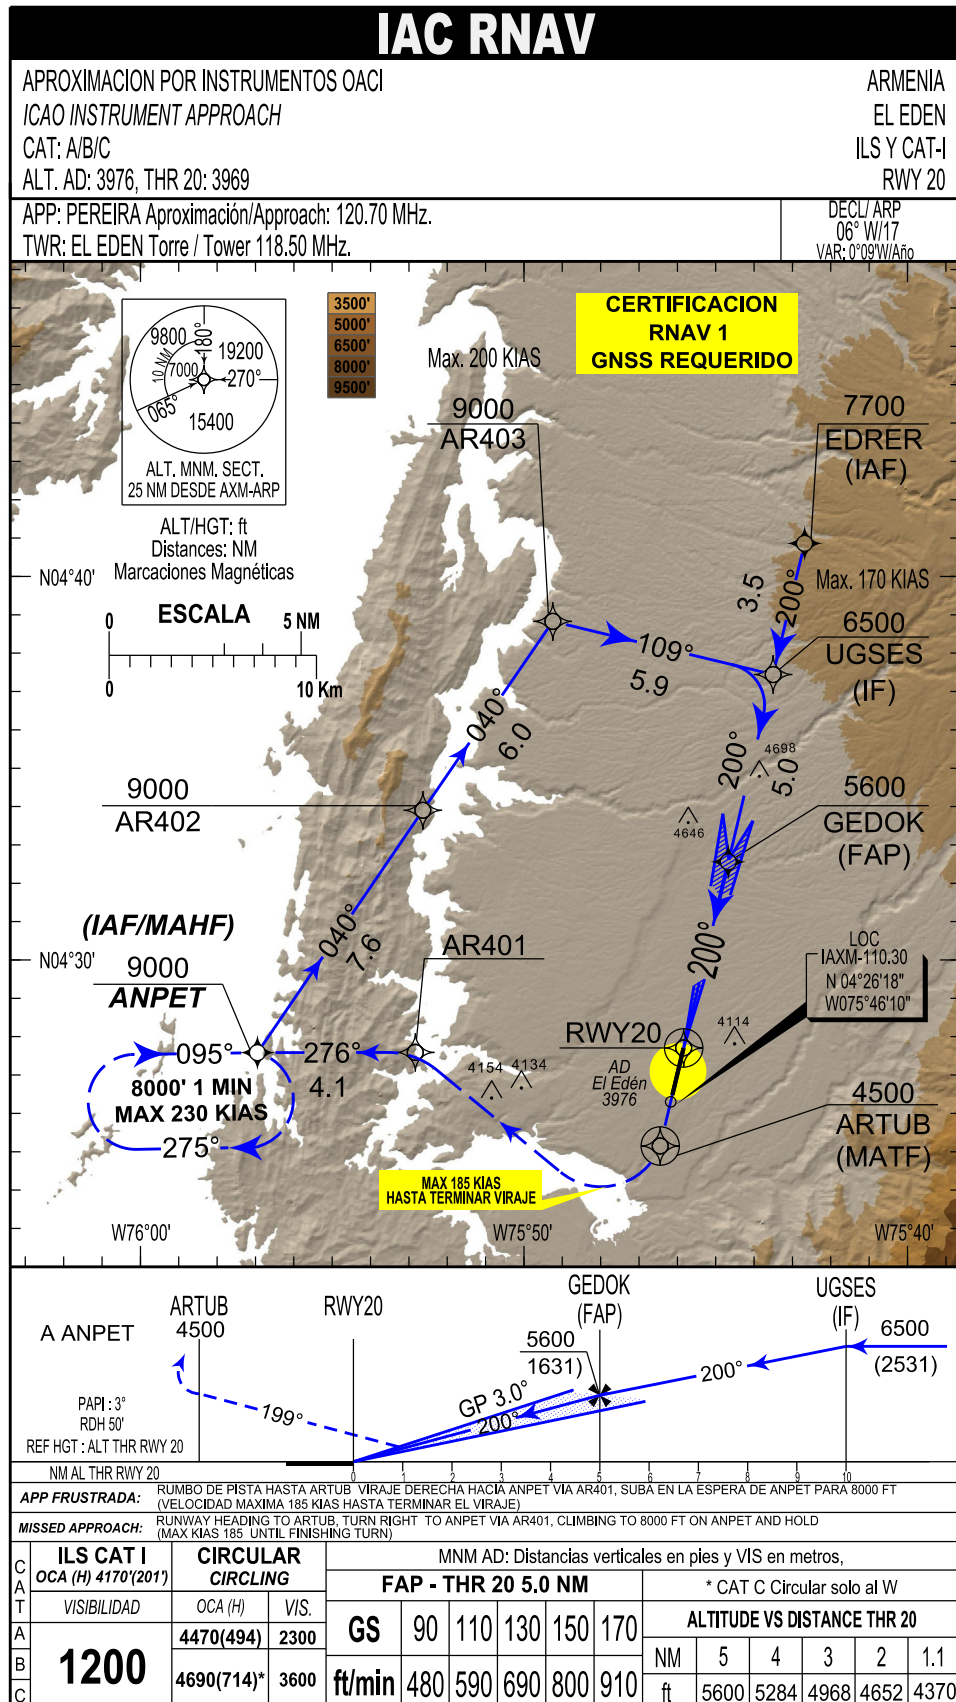 IAC RNAV
APROXIMACION POR INSTRUMENTOS OACI
ICAO INSTRUMENT APPROACH
CAT: A/B/C
ALT. AD: 3976, THR 20: 3969
ARMENIA
EL EDEN
ILS Y CAT-I
RWY 20
APP: PEREIRA Aproximación/Approach: 120.70 MHz.
TWR: EL EDEN Torre / Tower 118.50 MHz.
DECL/ ARP
06° W/17
VAR: 0°09'W/Año
9800
180°
19200
10 NM
7000
270°
065°
15400
ALT. MNM. SECT.
25 NM DESDE AXM-ARP
3500'
5000'
6500'
8000'
9500'
CERTIFICACION
RNAV 1
GNSS REQUERIDO
Max. 200 KIAS
9000
AR403
7700
EDRER
(IAF)
ALT/HGT: ft
Distances: NM
Marcaciones Magnéticas
N04°40'
ESCALA
0
5 NM
0
10 Km
3.5
200°
Max. 170 KIAS
6500
UGSES
(IF)
109°
5.9
040°
6.0
200°
5.0
4698
9000
AR402
4646
5600
GEDOK
(FAP)
(IAF/MAHF)
040°
7.6
AR401
200°
N04°30'
9000
ANPET
LOC
IAXM-110.30
N 04°26'18"
W075°46'10"
RWY20
4114
095°
276°
4.1
8000' 1 MIN
MAX 230 KIAS
275°
4154
4134
AD
El Edén
3976
4500
ARTUB
(MATF)
MAX 185 KIAS
HASTA TERMINAR VIRAJE
W76°00'
W75°50'
W75°40'
A ANPET
ARTUB
4500
RWY20
GEDOK
(FAP)
5600
1631)
UGSES
(IF)
6500
(2531)
200°
GP 3.0°
200°
199°
PAPI : 3°
RDH 50'
REF HGT : ALT THR RWY 20
NM AL THR RWY 20
0 1 2 3 4 5 6 7 8 9 10
APP FRUSTRADA: RUMBO DE PISTA HASTA ARTUB VIRAJE DERECHA HACIA ANPET VIA AR401, SUBA EN LA ESPERA DE ANPET PARA 8000 FT
(VELOCIDAD MAXIMA 185 KIAS HASTA TERMINAR EL VIRAJE)
MISSED APPROACH: RUNWAY HEADING TO ARTUB, TURN RIGHT TO ANPET VIA AR401, CLIMBING TO 8000 FT ON ANPET AND HOLD
(MAX KIAS 185 UNTIL FINISHING TURN)
CAT
ILS CAT I
OCA (H) 4170'(201')
VISIBILIDAD
CIRCULAR
CIRCLING
OCA (H) VIS.
A
B
C
1200
4470(494) 2300
4690(714)* 3600
MNM AD: Distancias verticales en pies y VIS en metros,
FAP - THR 20 5.0 NM
GS 90 110 130 150 170
ft/min 480 590 690 800 910
* CAT C Circular solo al W
ALTITUDE VS DISTANCE THR 20
NM 5 4 3 2 1.1
ft 5600 5284 4968 4652 4370